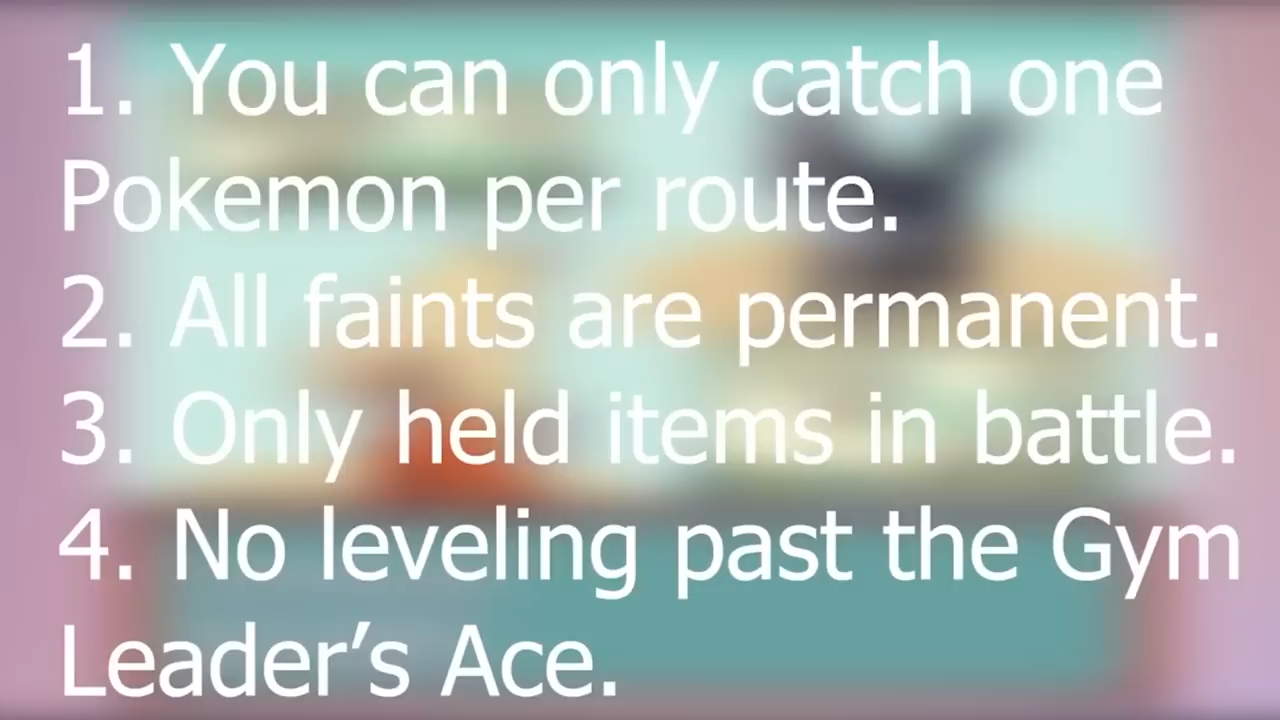 1. You can only catch one
Pokemon per route.
2. All faints are permanent.
3. Only held items in battle.
4. No leveling past the Gym
Leader’s Ace.